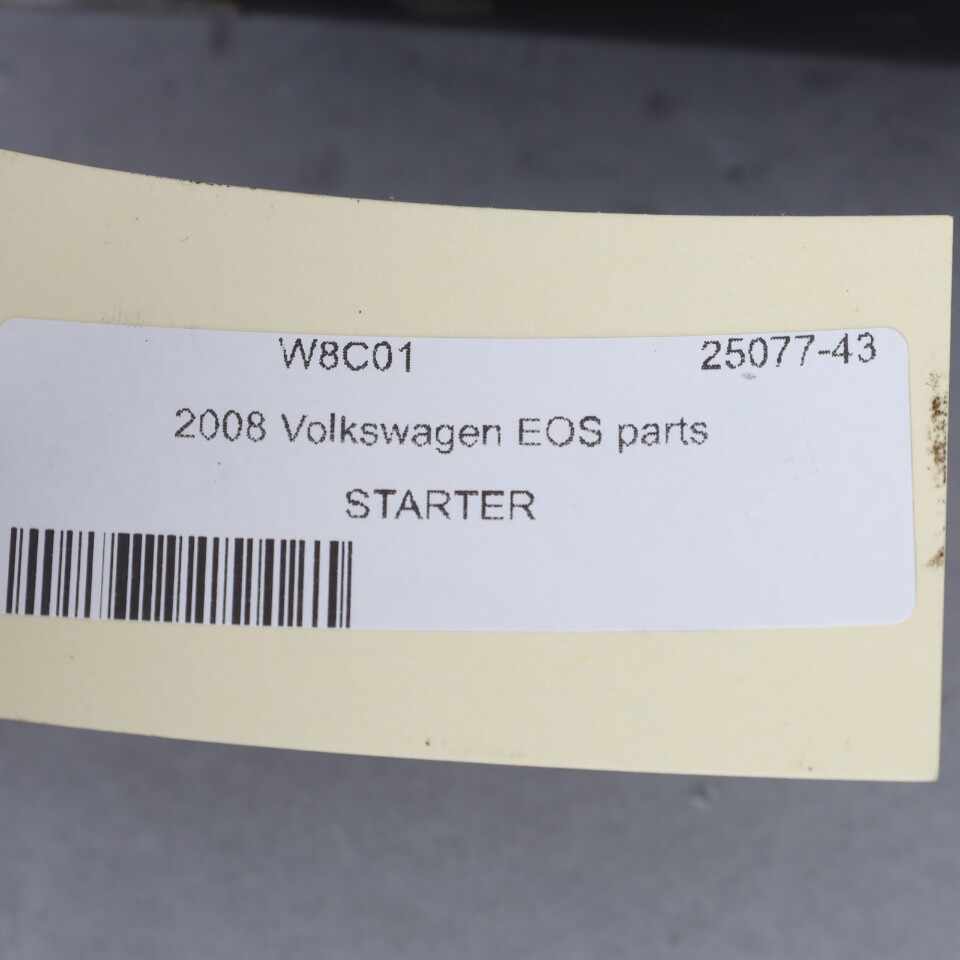 W8C01 25077-43
2008 Volkswagen EOS parts
STARTER